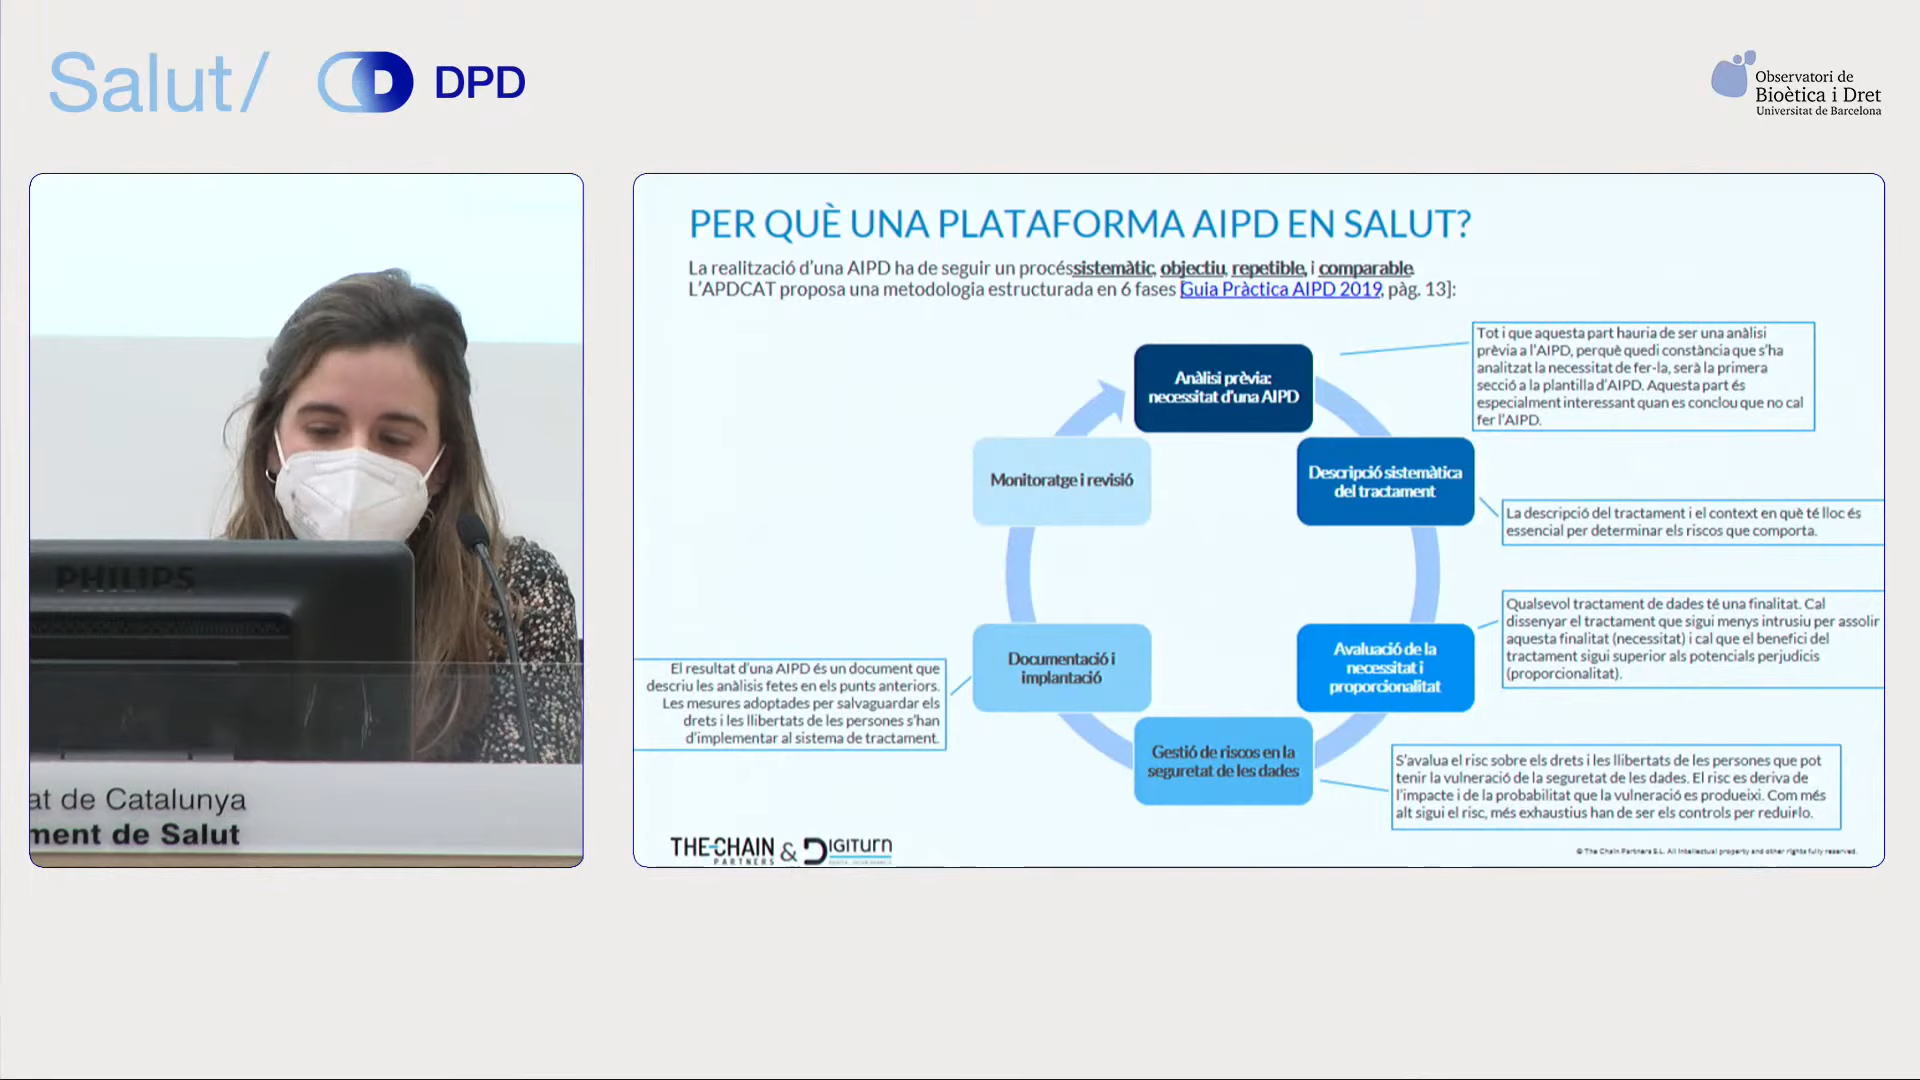 Salut/
D DPD
Observatori de
Bioètica i Dret
Universitat de Barcelona
PHILIPS
at de Catalunya
ment de Salut
PER QUÈ UNA PLATAFORMA AIPD EN SALUT?
La realització d'una AIPD ha de seguir un procés sistemàtic, objectiu, repetible, i comparable.
L'APDCAT proposa una metodologia estructurada en 6 fases [Guia Pràctica AIPD 2019, pàg. 13]:
Anàlisi prèvia:
necessitat d'una AIPD
Tot i que aquesta part hauria de ser una anàlisi
prèvia a l'AIPD, perquè quedi constància que s'ha
analitzat la necessitat de fer-la, serà la primera
secció a la plantilla d'AIPD. Aquesta part és
especialment interessant quan es conclou que no cal
fer l'AIPD.
Descripció sistemàtica
del tractament
La descripció del tractament i el context en què té lloc és
essencial per determinar els riscos que comporta.
Avaluació de la
necessitat i
proporcionalitat
Qualsevol tractament de dades té una finalitat. Cal
dissenyar el tractament que sigui menys intrusiu per assolir
aquesta finalitat (necessitat) i cal que el benefici del
tractament sigui superior als potencials perjudicis
(proporcionalitat).
Gestió de riscos en la
seguretat de les dades
S'avalua el risc sobre els drets i les llibertats de les persones que pot
tenir la vulneració de la seguretat de les dades. El risc es deriva de
l'impacte i de la probabilitat que la vulneració es produeixi. Com més
alt sigui el risc, més exhaustius han de ser els controls per reduir-lo.
Documentació i
implantació
El resultat d'una AIPD és un document que
descriu les anàlisis fetes en els punts anteriors.
Les mesures adoptades per salvaguardar els
drets i les llibertats de les persones s'han
d'implementar al sistema de tractament.
Monitoratge i revisió
THE CHAIN
PARTNERS
& DIGITURN
© The Chain Partners S.L. All intellectual property and other rights fully reserved.